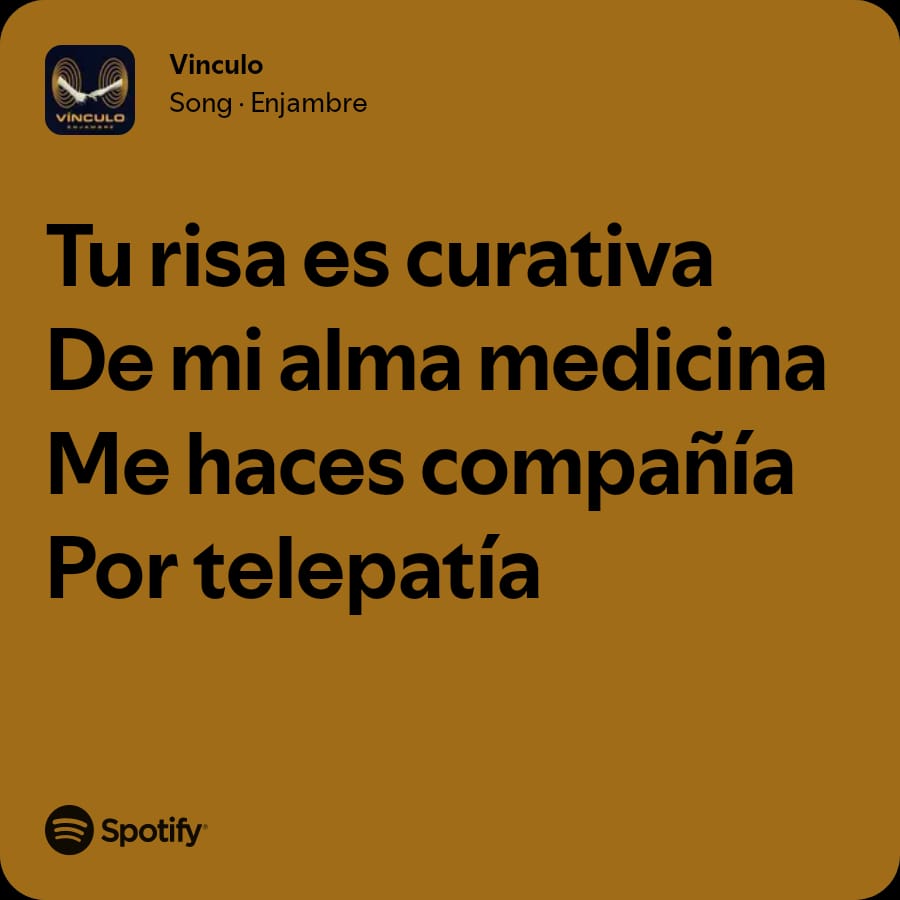 VÍNCULO
ENJAMBRE
Vinculo
Song · Enjambre
Tu risa es curativa
De mi alma medicina
Me haces compañía
Por telepatía
Spotify®